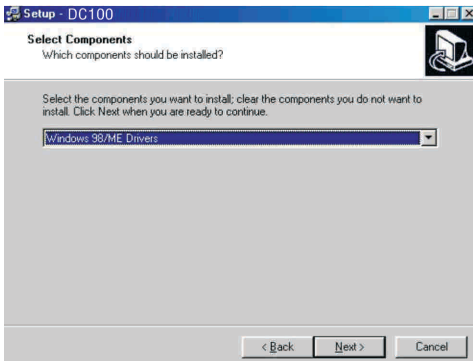 Setup - DC100
Select Components
Which components should be installed?
Select the components you want to install; clear the components you do not want to
install. Click Next when you are ready to continue.
Windows 98/ME Drivers
< Back
Next >
Cancel